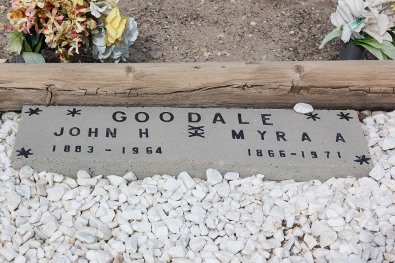 GOODALE
JOHN H MYRA A
1883 - 1964 1866 - 1971